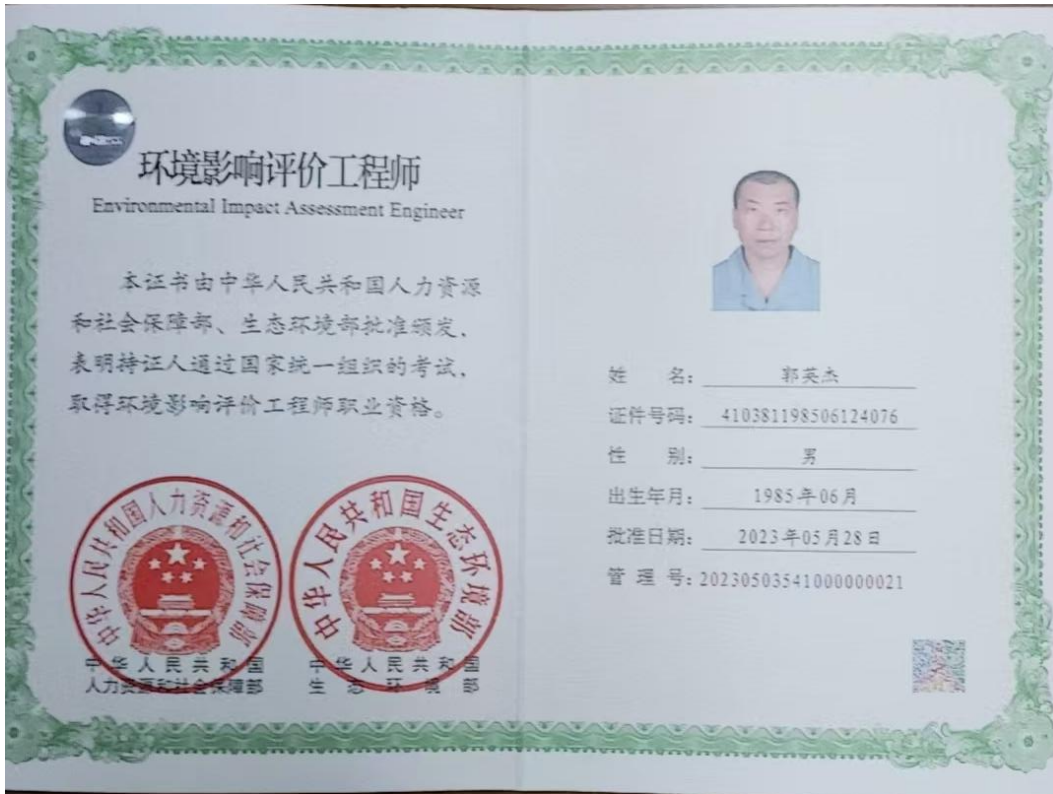 环境影响评价工程师
Environmental Impact Assessment Engineer
本证书由中华人民共和国人力资源
和社会保障部、生态环境部批准颁发,
表明持证人通过国家统一组织的考试,
取得环境影响评价工程师职业资格。
中华人民共和国人力资源和社会保障部
中华人民共和国生态环境部
中华人民共和国
人力资源和社会保障部
中华人民共和国
生态环境部
姓 名: 郭英杰
证件号码: 410381198506124076
性 别: 男
出生年月: 1985年06月
批准日期: 2023年05月28日
管 理 号: 20230503541000000021